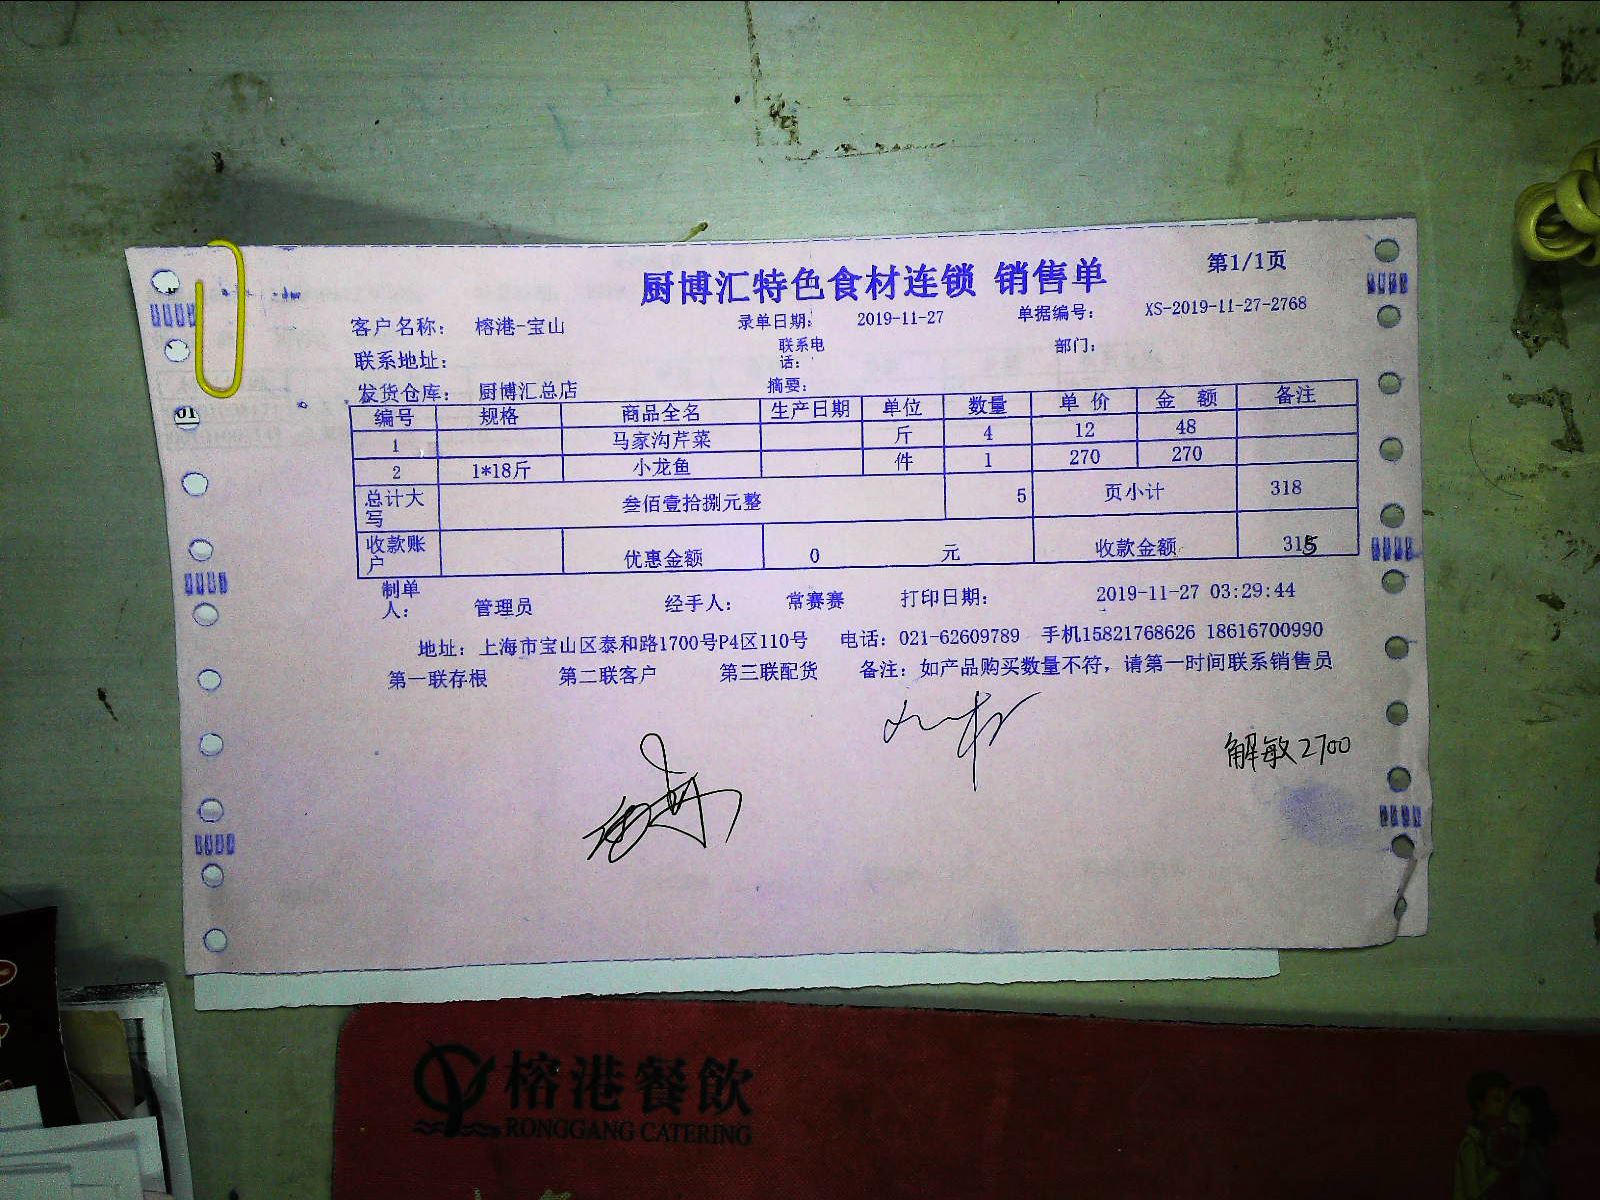 厨博汇特色食材连锁 销售单
第1/1页
客户名称： 榕港-宝山 录单日期： 2019-11-27 单据编号： XS-2019-11-27-2768
联系地址： 联系电话： 部门：
发货仓库： 厨博汇总店 摘要：
编号 规格 商品全名 生产日期 单位 数量 单 价 金 额 备注
1 马家沟芹菜 斤 4 12 48
2 1*18斤 小龙鱼 件 1 270 270
总计大写 叁佰壹拾捌元整 5 页小计 318
收款账户 优惠金额 0 元 收款金额 315
制单人： 管理员 经手人： 常赛赛 打印日期： 2019-11-27 03:29:44
地址：上海市宝山区泰和路1700号P4区110号 电话：021-62609789 手机15821768626 18616700990
第一联存根 第二联客户 第三联配货 备注：如产品购买数量不符，请第一时间联系销售员
解敏2700
榕港餐飲
RONGGANG CATERING